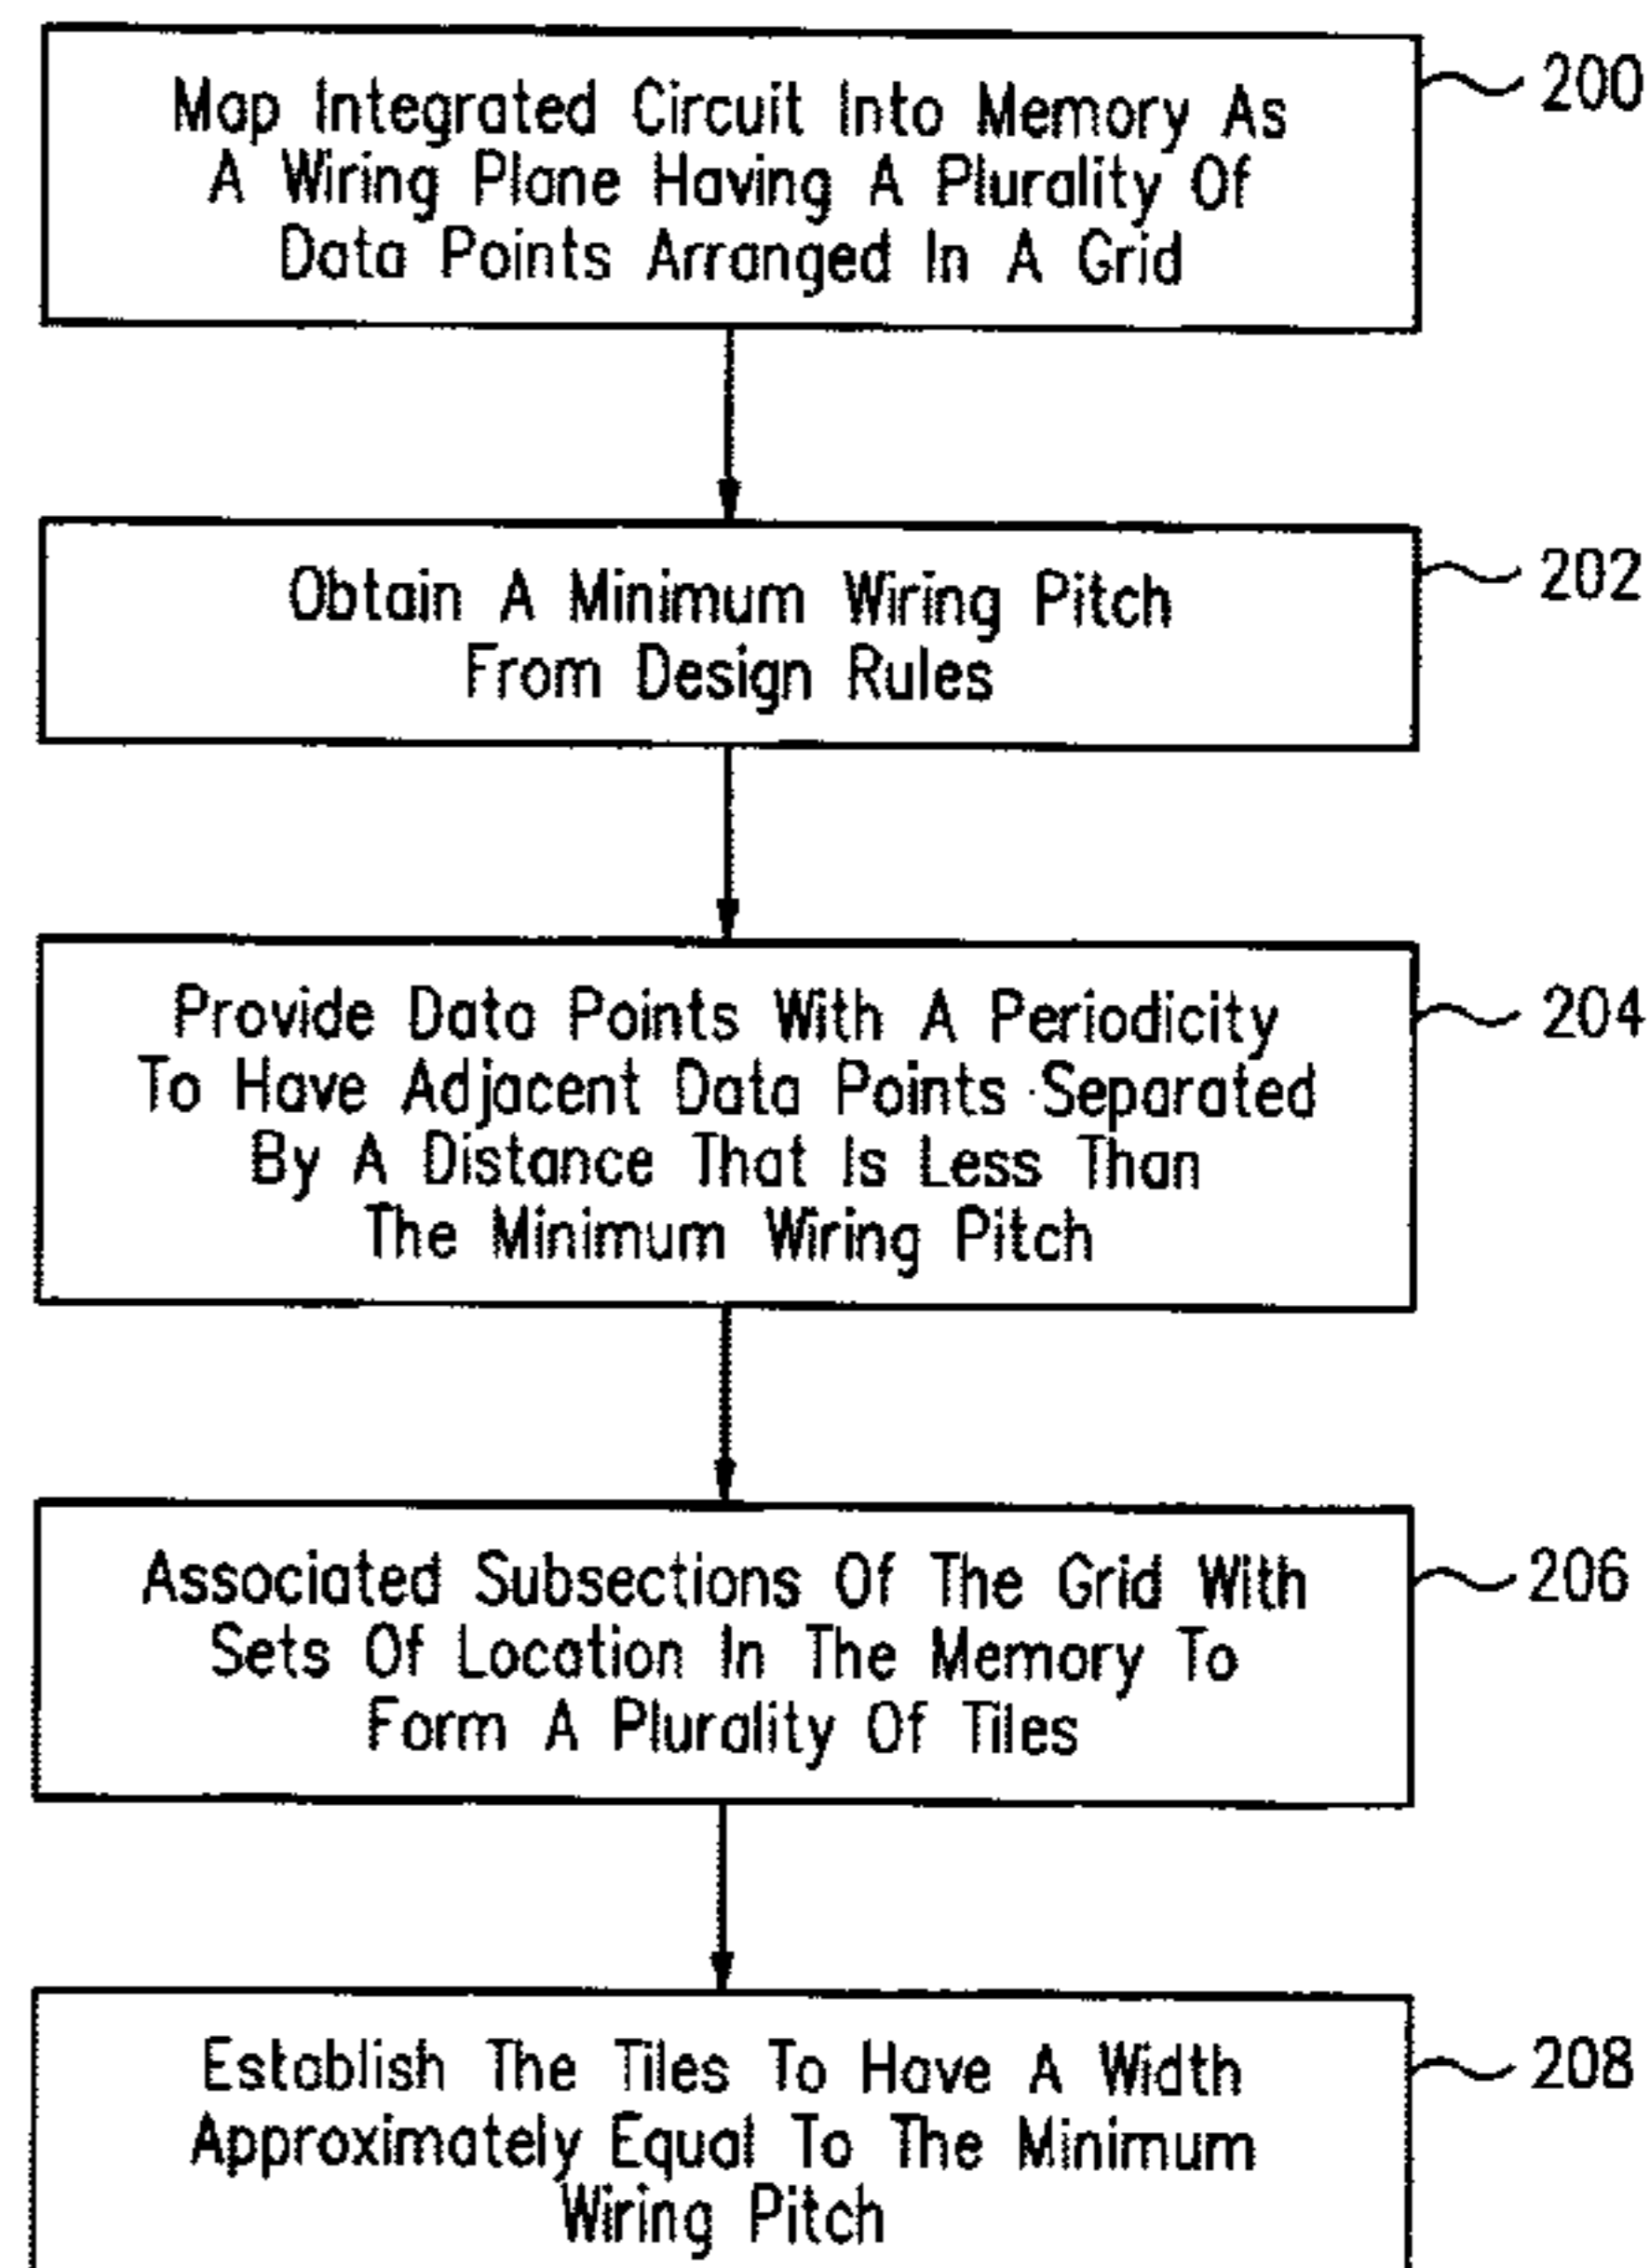 Map Integrated Circuit Into Memory As
A Wiring Plane Having A Plurality Of
Data Points Arranged In A Grid
200
Obtain A Minimum Wiring Pitch
From Design Rules
202
Provide Data Points With A Periodicity
To Have Adjacent Data Points Separated
By A Distance That Is Less Than
The Minimum Wiring Pitch
204
Associated Subsections Of The Grid With
Sets Of Location In The Memory To
Form A Plurality Of Tiles
206
Establish The Tiles To Have A Width
Approximately Equal To The Minimum
Wiring Pitch
208